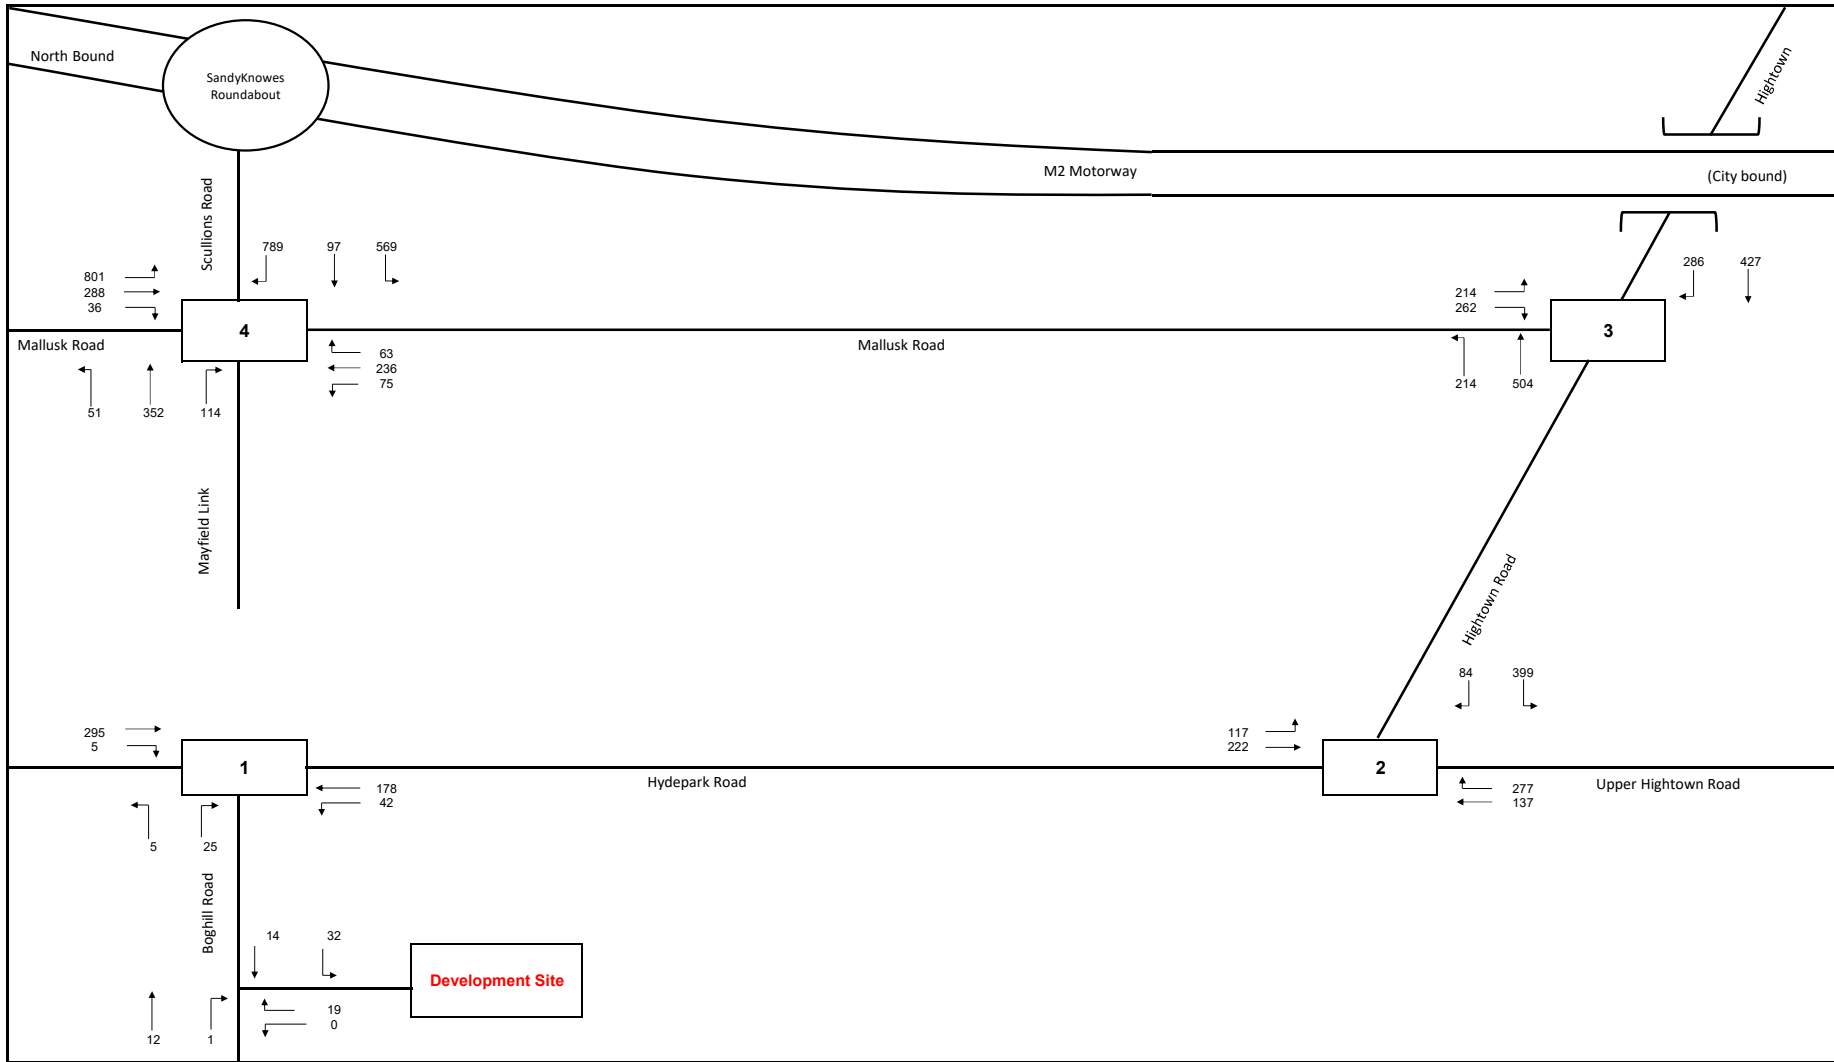 North Bound
SandyKnowes
Roundabout
Hightown
M2 Motorway
(City bound)
Scullions Road
789 97 569
801
288
36
4
Mallusk Road
63
236
75
51 352 114
Mallusk Road
214
262
286 427
3
214 504
Mayfield Link
Hightown Road
84 399
295
5
1
178
42
5 25
Hydepark Road
117
222
2
277
137
Upper Hightown Road
Boghill Road
14 32
Development Site
19
0
12 1